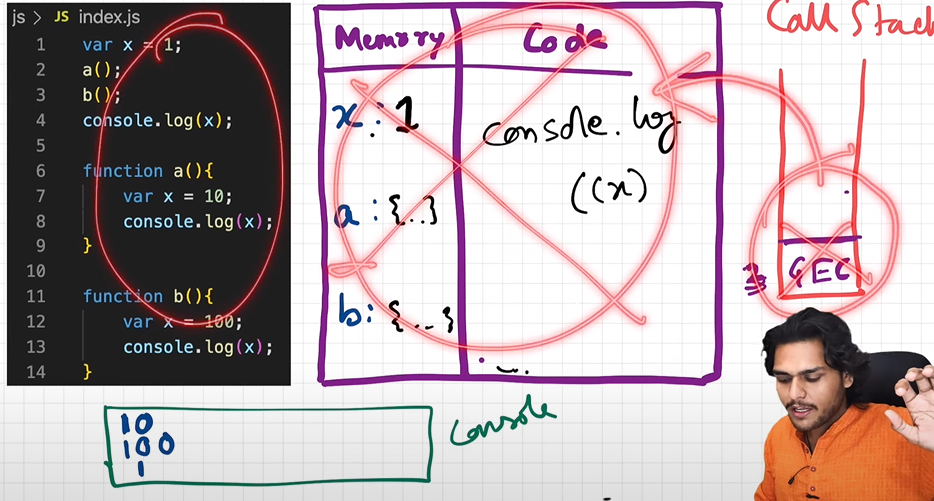 js > JS index.js
1 var x = 1;
2 a();
3 b();
4 console.log(x);
5
6 function a(){
7 var x = 10;
8 console.log(x);
9 }
10
11 function b(){
12 var x = 100;
13 console.log(x);
14 }
Memory Code
x: 1
console.log
((x)
a: {..}
b: {...}
Call Stack
GEC
10
100
1
Console